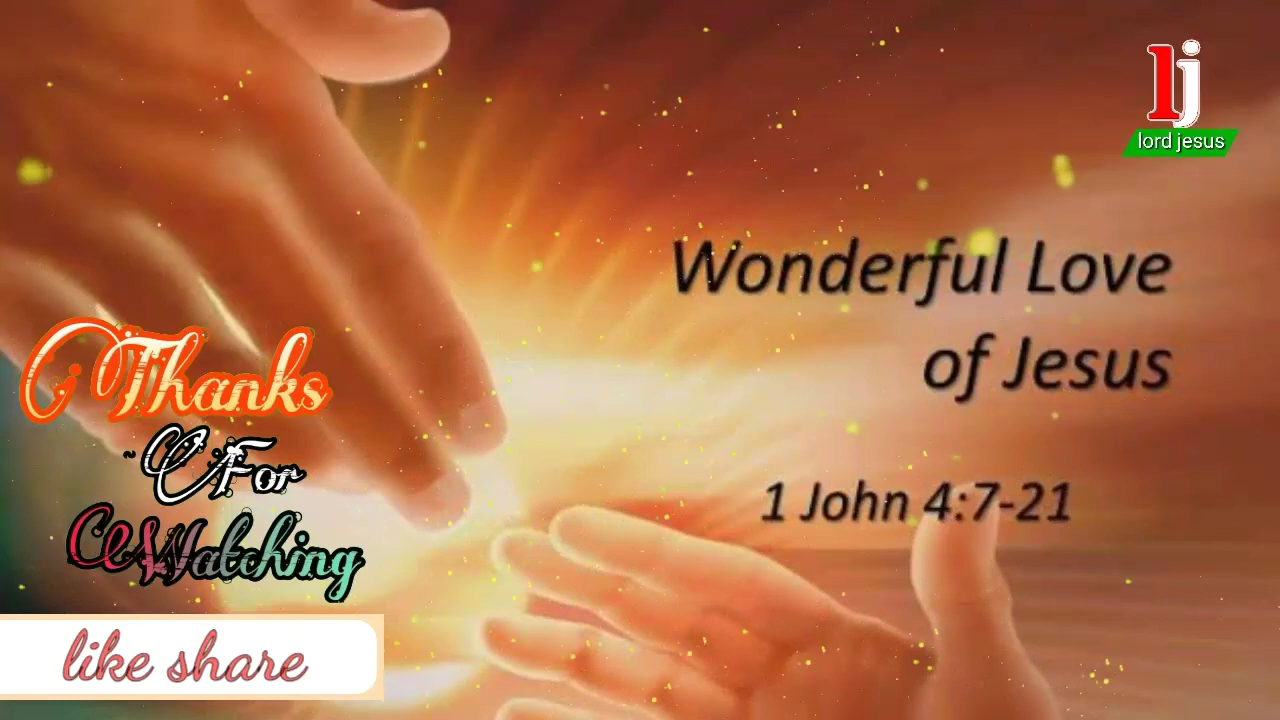 lj
lord jesus
Wonderful Love
of Jesus
1 John 4:7-21
Thanks
For
Watching
like share